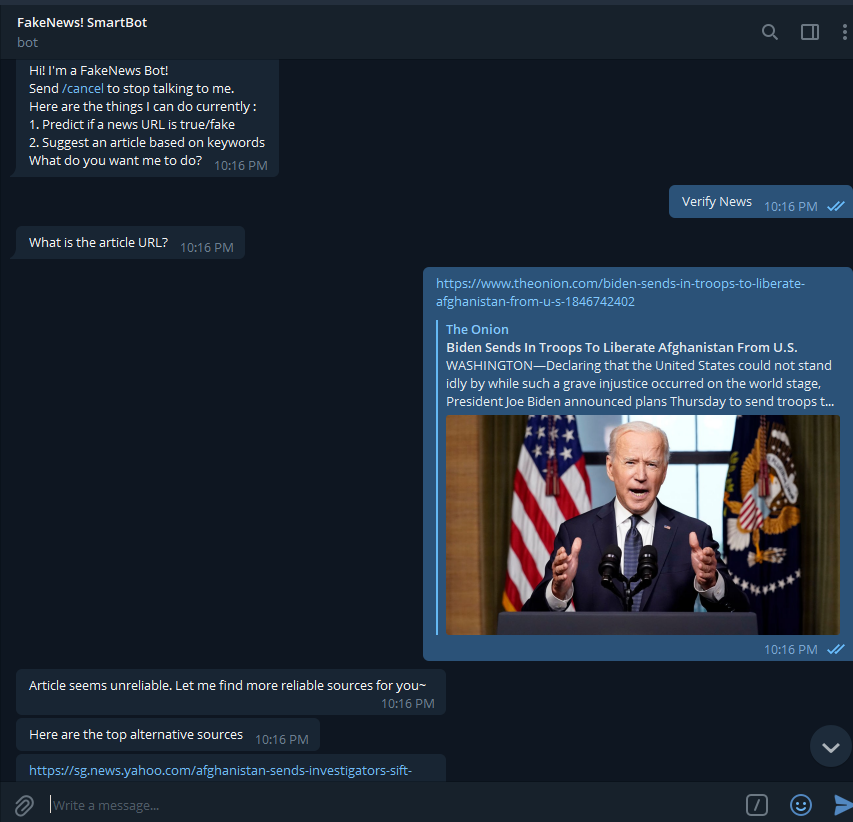 FakeNews! SmartBot
bot
Hi! I'm a FakeNews Bot!
Send /cancel to stop talking to me.
Here are the things I can do currently :
1. Predict if a news URL is true/fake
2. Suggest an article based on keywords
What do you want me to do? 10:16 PM
Verify News 10:16 PM
What is the article URL? 10:16 PM
https://www.theonion.com/biden-sends-in-troops-to-liberate-
afghanistan-from-u-s-1846742402
The Onion
Biden Sends In Troops To Liberate Afghanistan From U.S.
WASHINGTON—Declaring that the United States could not stand
idly by while such a grave injustice occurred on the world stage,
President Joe Biden announced plans Thursday to send troops t...
10:16 PM
Article seems unreliable. Let me find more reliable sources for you~
10:16 PM
Here are the top alternative sources 10:16 PM
https://sg.news.yahoo.com/afghanistan-sends-investigators-sift-
Write a message...